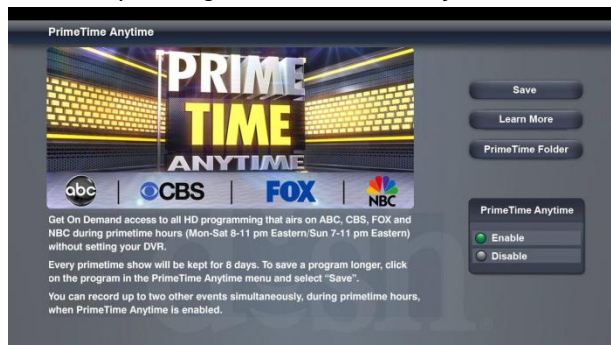 PrimeTime Anytime
PRIME
TIME
ANYTIME
abc
CBS
FOX
NBC
Get On Demand access to all HD programming that airs on ABC, CBS, FOX and
NBC during primetime hours (Mon-Sat 8-11 pm Eastern/Sun 7-11 pm Eastern)
without setting your DVR.
Every primetime show will be kept for 8 days. To save a program longer, click
on the program in the PrimeTime Anytime menu and select “Save”.
You can record up to two other events simultaneously, during primetime hours,
when PrimeTime Anytime is enabled.
Save
Learn More
PrimeTime Folder
PrimeTime Anytime
Enable
Disable
dish